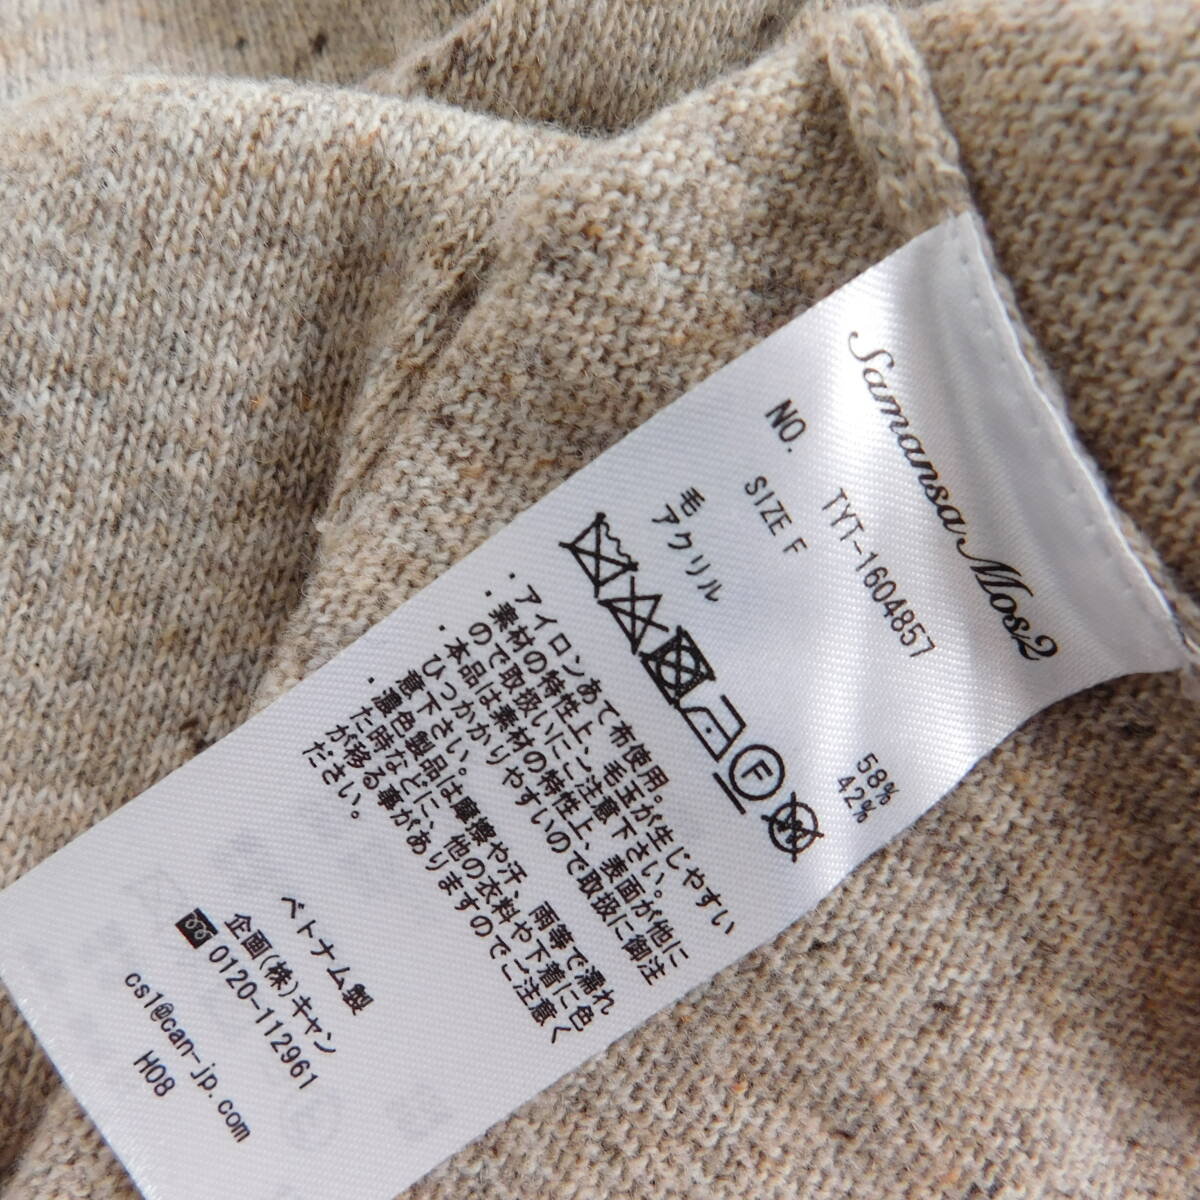 Samansa Mos2
NO. TYT-1604857
SIZE F
毛 58%
アクリル 42%
F
W
・アイロンあて布使用。
素材の特性上、毛玉が生じやすい
ので取扱いにご注意下さい。
・本品は素材の特性上、表面が他に
ひっかかりやすいので取扱に御注
意下さい。
・濃色製品は摩擦や汗、雨等で濡れ
た時などに、他の衣料や下着に色
が移る事がありますのでご注意く
ださい。
ベトナム製
企画(株)キャン
0120-112961
cs1@can-jp.com
H08